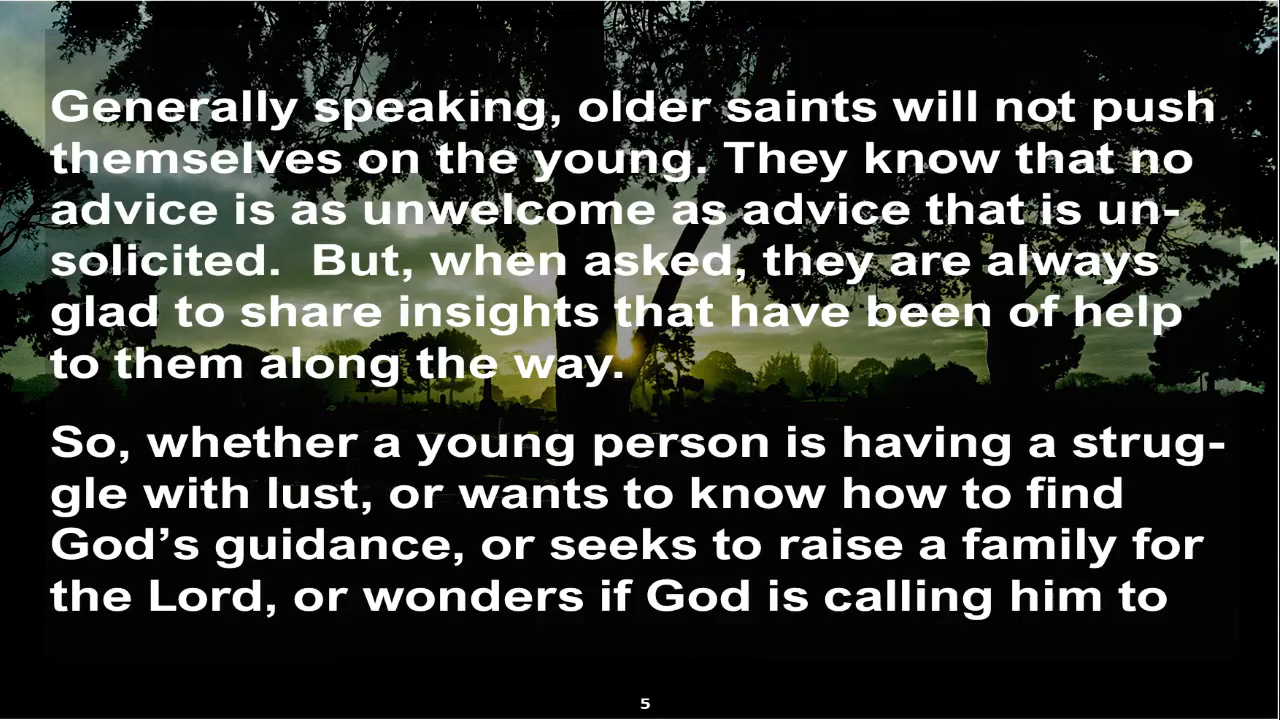 Generally speaking, older saints will not push
themselves on the young. They know that no
advice is as unwelcome as advice that is un-
solicited.  But, when asked, they are always
glad to share insights that have been of help
to them along the way.
So, whether a young person is having a strug-
gle with lust, or wants to know how to find
God’s guidance, or seeks to raise a family for
the Lord, or wonders if God is calling him to
5